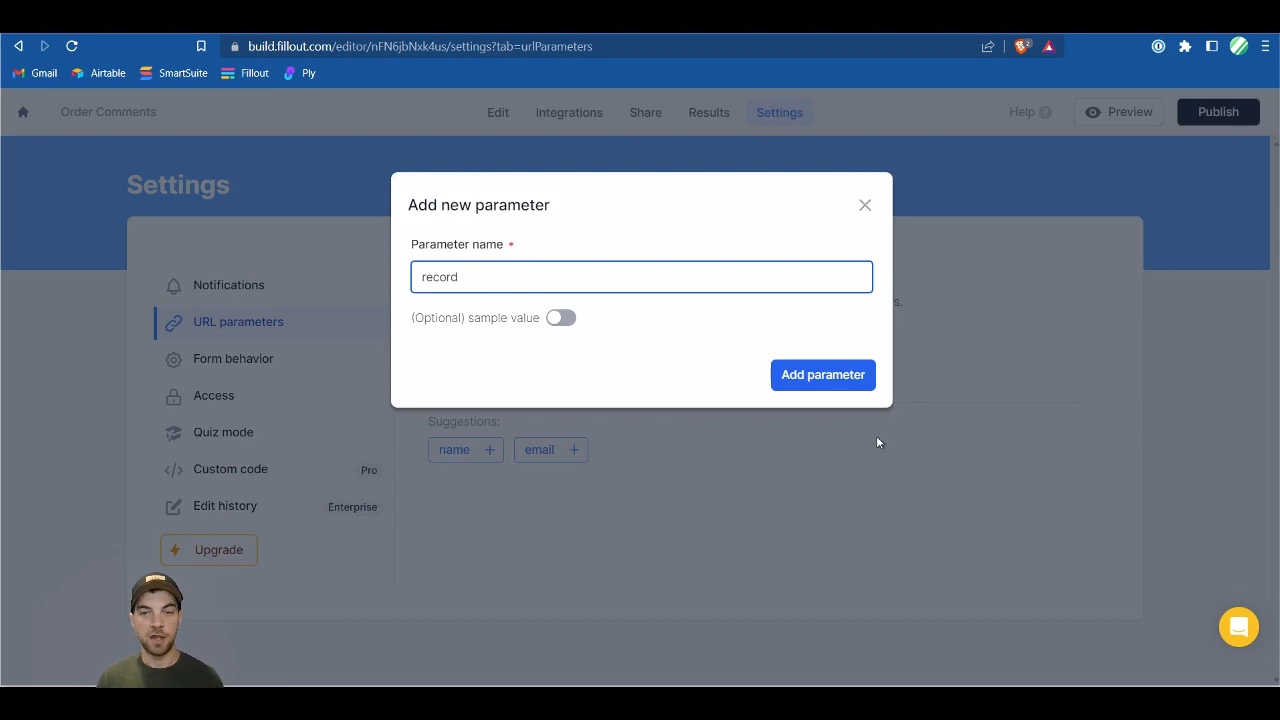 build.fillout.com/editor/nFN6jbNxk4us/settings?tab=urlParameters
2
Gmail Airtable SmartSuite Fillout Ply
Order Comments Edit Integrations Share Results Settings Help ? Preview Publish
Settings
Add new parameter
Parameter name *
record
(Optional) sample value
Add parameter
s.
Notifications
URL parameters
Form behavior
Access
Quiz mode
Custom code Pro
Edit history Enterprise
Upgrade
Suggestions:
name + email +